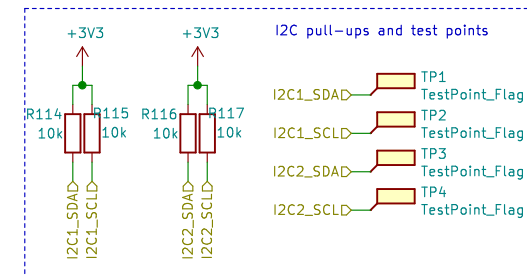 I2C pull-ups and test points
+3V3
+3V3
R114
10k
R115
10k
R116
10k
R117
10k
I2C1_SDA
I2C1_SCL
I2C2_SDA
I2C2_SCL
I2C1_SDA
TP1
TestPoint_Flag
I2C1_SCL
TP2
TestPoint_Flag
I2C2_SDA
TP3
TestPoint_Flag
I2C2_SCL
TP4
TestPoint_Flag